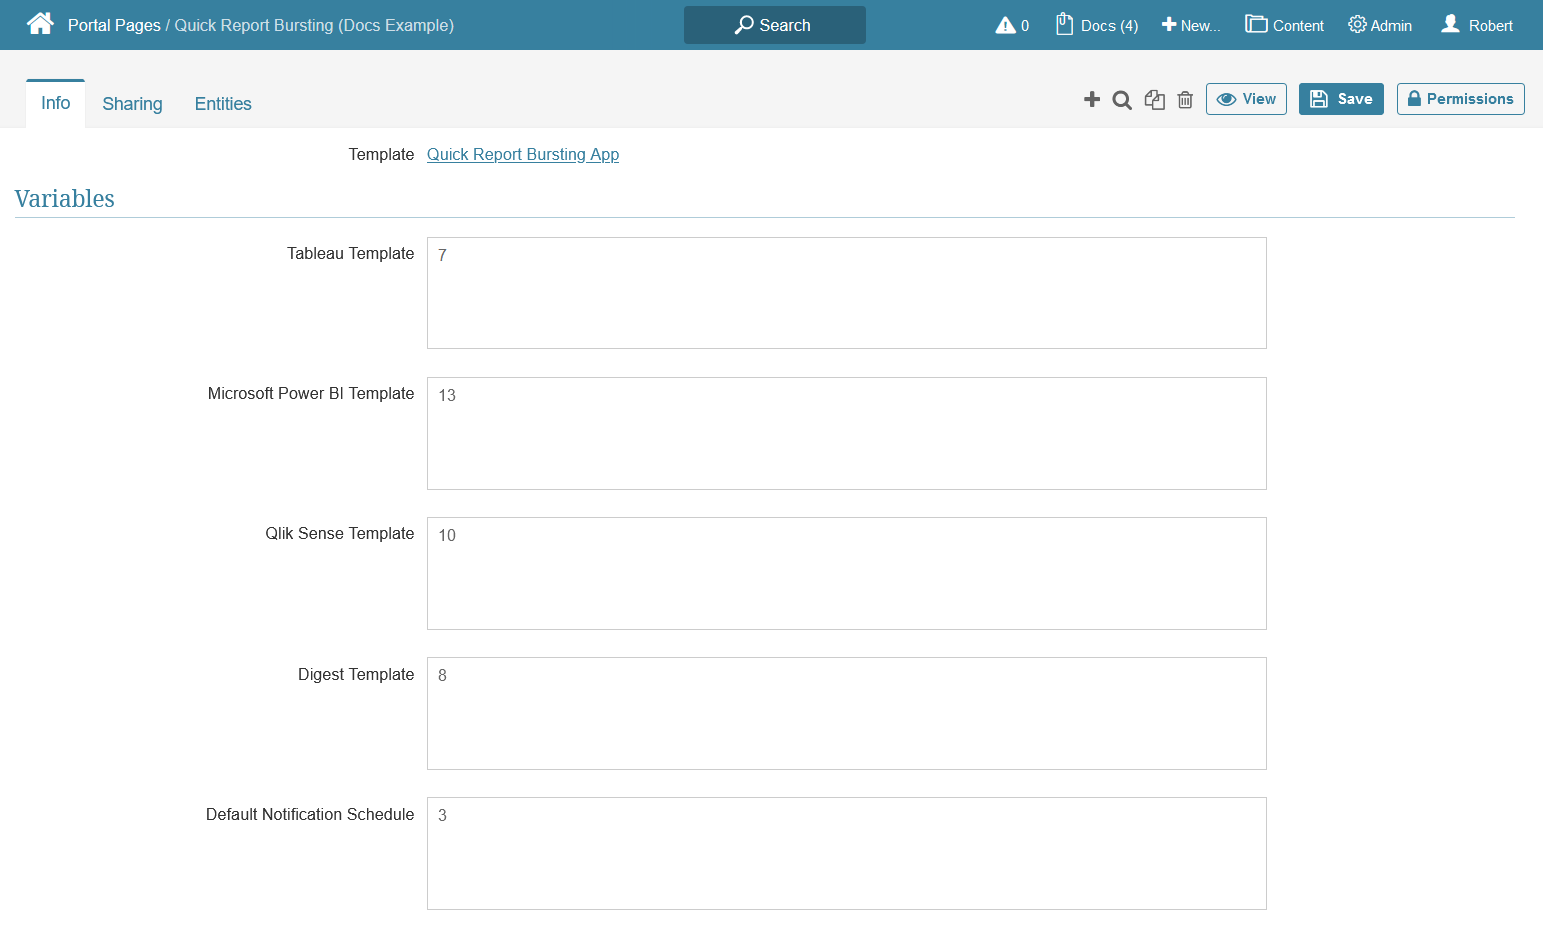 Portal Pages / Quick Report Bursting (Docs Example)
Search
0
Docs (4)
New...
Content
Admin
Robert
Info
Sharing
Entities
View
Save
Permissions
Template Quick Report Bursting App
Variables
Tableau Template 7
Microsoft Power BI Template 13
Qlik Sense Template 10
Digest Template 8
Default Notification Schedule 3